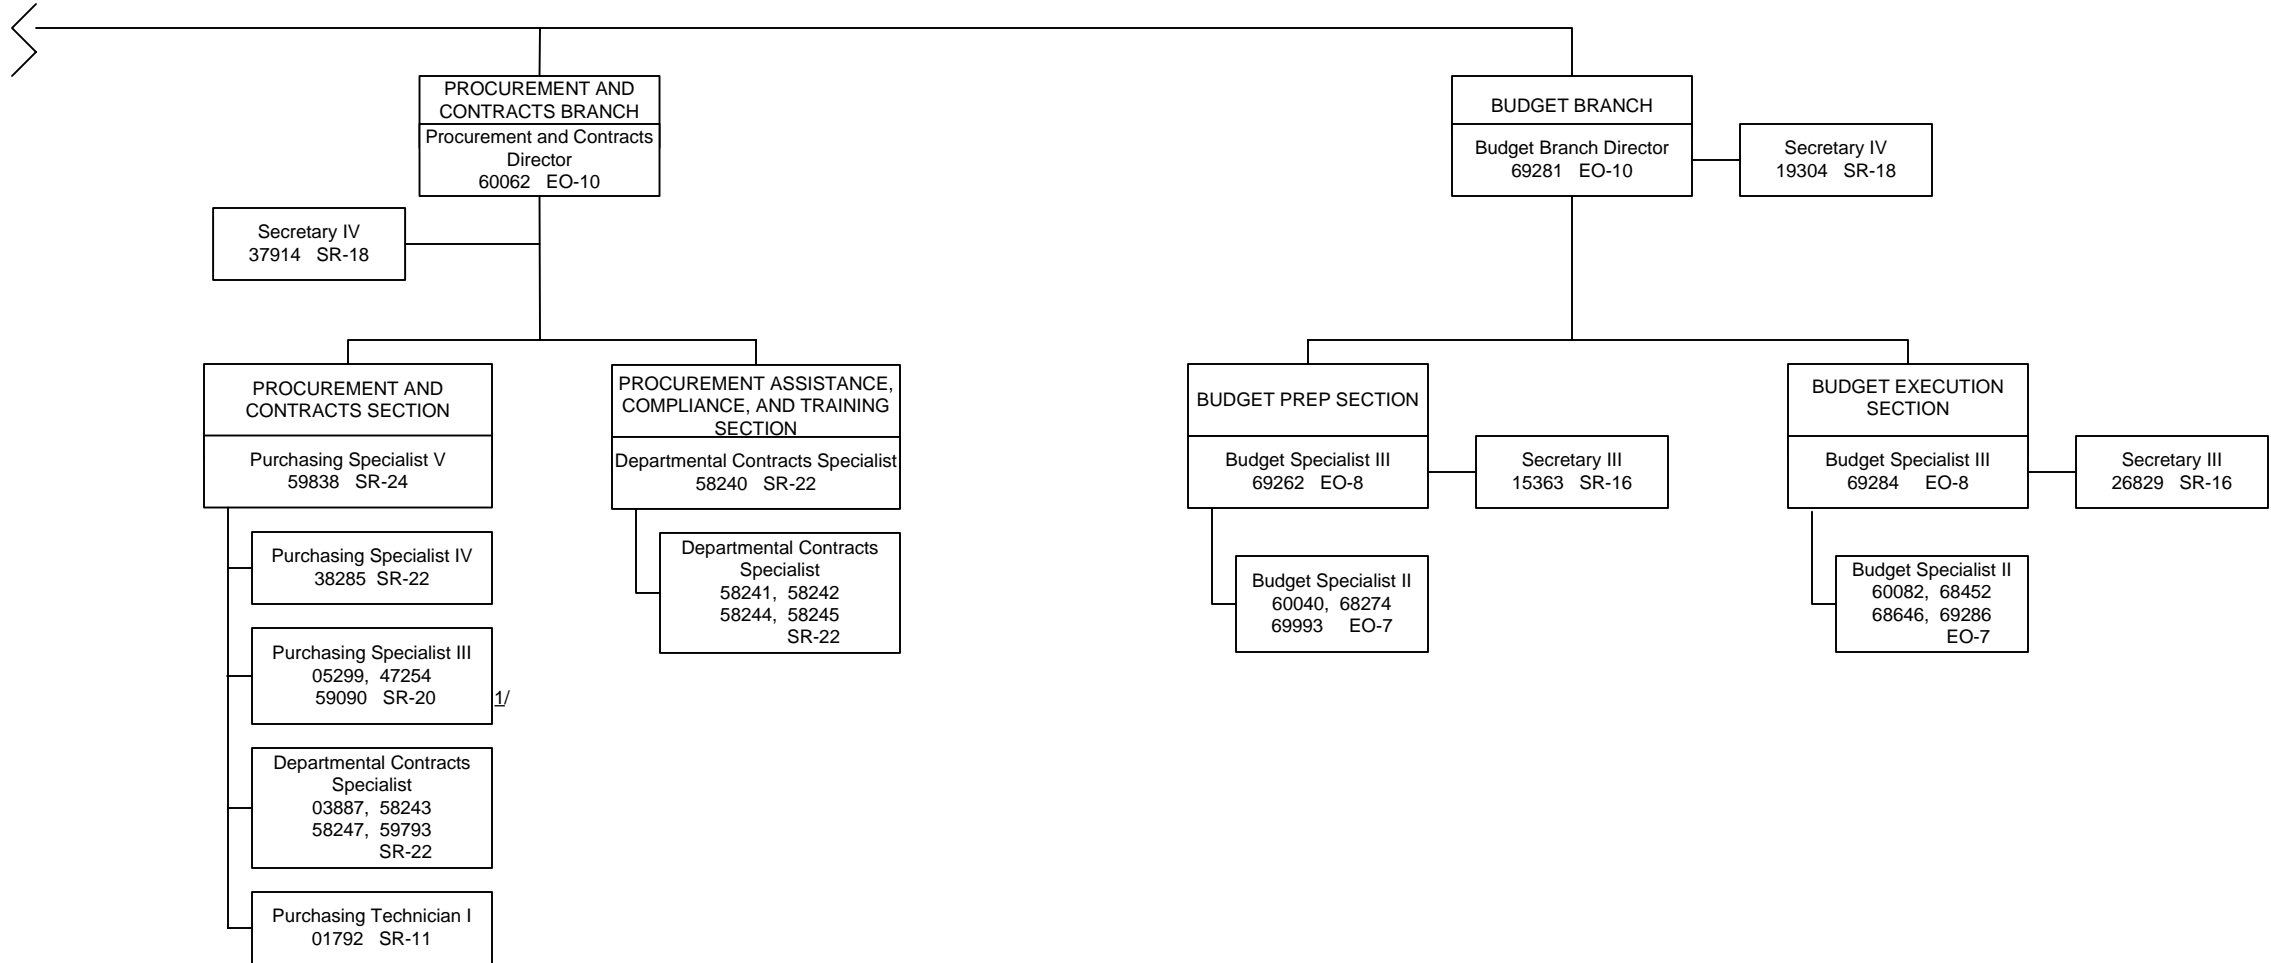 PROCUREMENT AND
CONTRACTS BRANCH
Procurement and Contracts
Director
60062 EO-10
Secretary IV
37914 SR-18
PROCUREMENT AND
CONTRACTS SECTION
Purchasing Specialist V
59838 SR-24
Purchasing Specialist IV
38285 SR-22
Purchasing Specialist III
05299, 47254
59090 SR-20 1/
Departmental Contracts
Specialist
03887, 58243
58247, 59793
SR-22
Purchasing Technician I
01792 SR-11
PROCUREMENT ASSISTANCE,
COMPLIANCE, AND TRAINING
SECTION
Departmental Contracts Specialist
58240 SR-22
Departmental Contracts
Specialist
58241, 58242
58244, 58245
SR-22
BUDGET BRANCH
Budget Branch Director
69281 EO-10
Secretary IV
19304 SR-18
BUDGET PREP SECTION
Budget Specialist III
69262 EO-8
Secretary III
15363 SR-16
Budget Specialist II
60040, 68274
69993 EO-7
BUDGET EXECUTION
SECTION
Budget Specialist III
69284 EO-8
Secretary III
26829 SR-16
Budget Specialist II
60082, 68452
68646, 69286
EO-7